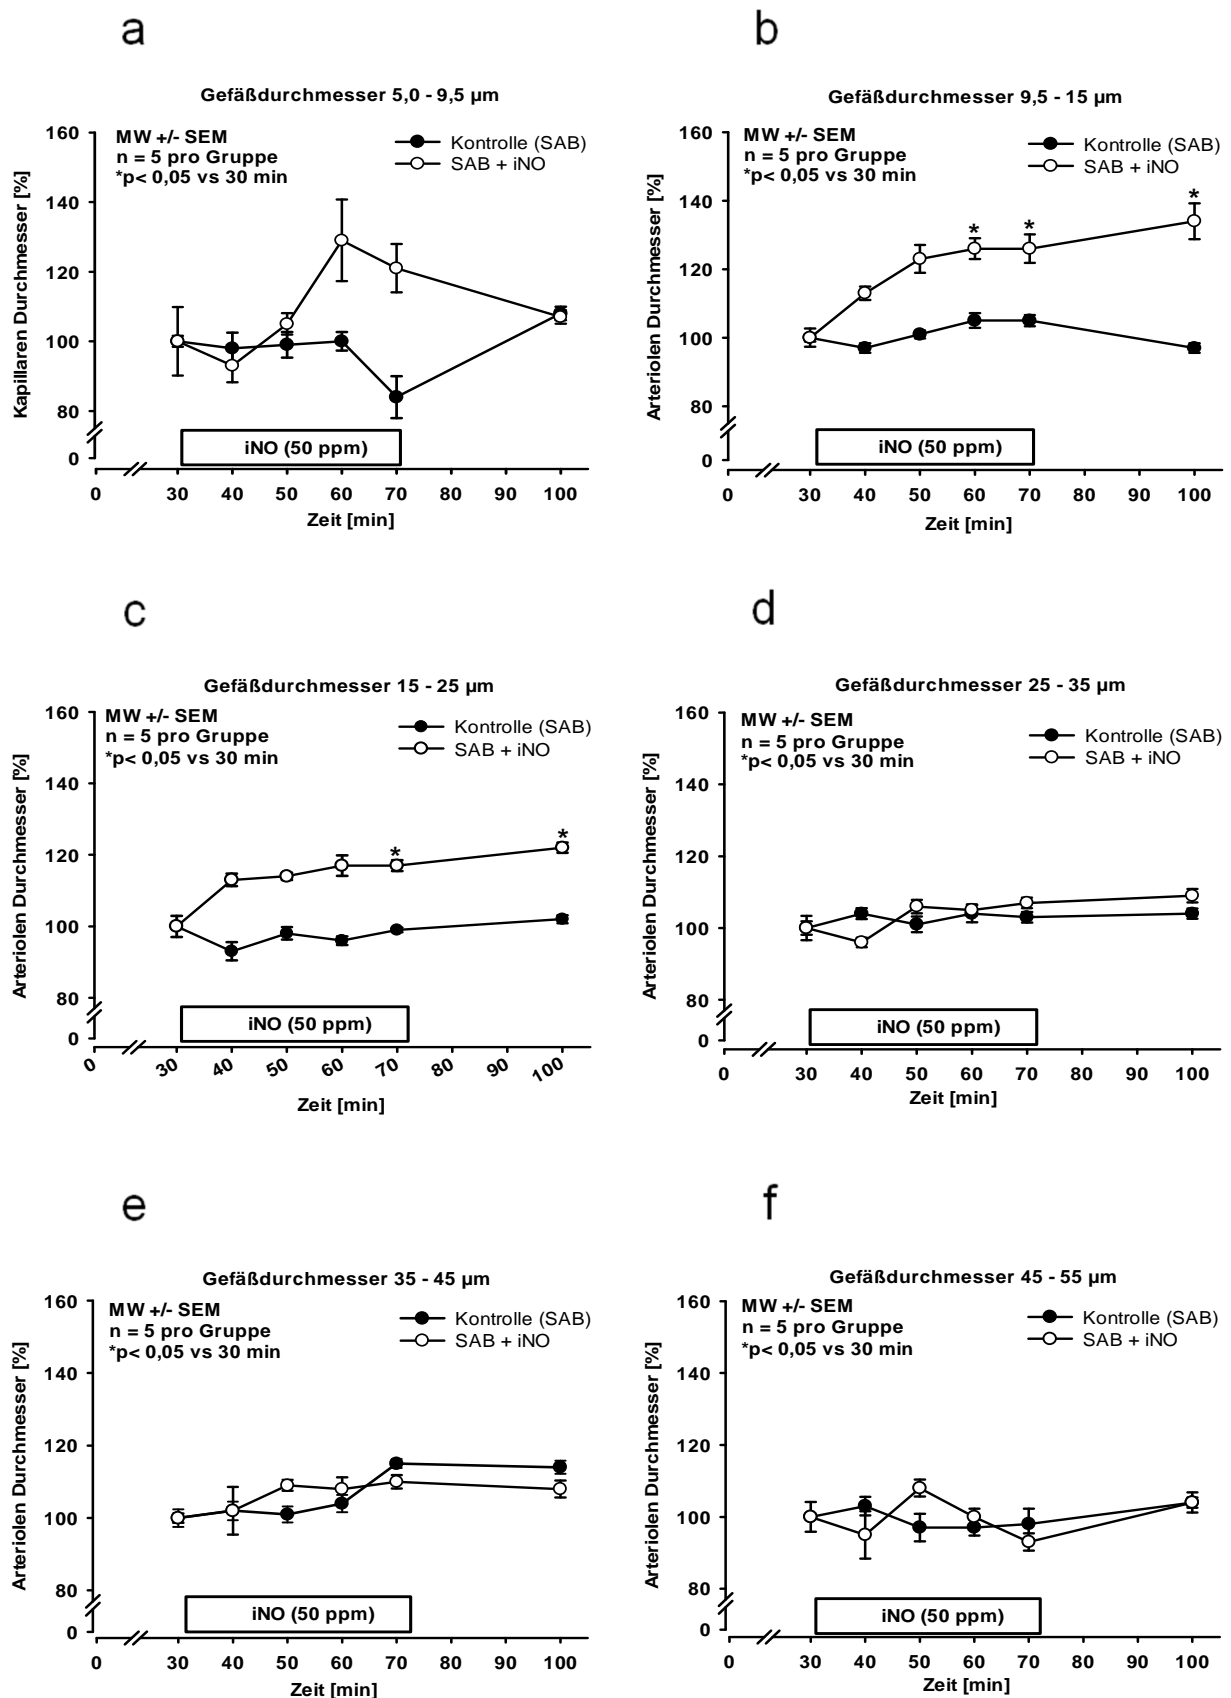 a
Gefäßdurchmesser 5,0 - 9,5 µm
MW +/- SEM
n = 5 pro Gruppe
*p< 0,05 vs 30 min
Kontrolle (SAB)
SAB + iNO
Kapillaren Durchmesser [%]
160
140
120
100
80
0
iNO (50 ppm)
0 30 40 50 60 70 80 90 100
Zeit [min]
b
Gefäßdurchmesser 9,5 - 15 µm
MW +/- SEM
n = 5 pro Gruppe
*p< 0,05 vs 30 min
Kontrolle (SAB)
SAB + iNO
Arteriolen Durchmesser [%]
160
140
120
100
80
0
* * *
iNO (50 ppm)
0 30 40 50 60 70 80 90 100
Zeit [min]
c
Gefäßdurchmesser 15 - 25 µm
MW +/- SEM
n = 5 pro Gruppe
*p< 0,05 vs 30 min
Kontrolle (SAB)
SAB + iNO
Arteriolen Durchmesser [%]
160
140
120
100
80
0
* *
iNO (50 ppm)
0 30 40 50 60 70 80 90 100
Zeit [min]
d
Gefäßdurchmesser 25 - 35 µm
MW +/- SEM
n = 5 pro Gruppe
*p< 0,05 vs 30 min
Kontrolle (SAB)
SAB + iNO
Arteriolen Durchmesser [%]
160
140
120
100
80
0
iNO (50 ppm)
0 30 40 50 60 70 80 90 100
Zeit [min]
e
Gefäßdurchmesser 35 - 45 µm
MW +/- SEM
n = 5 pro Gruppe
*p< 0,05 vs 30 min
Kontrolle (SAB)
SAB + iNO
Arteriolen Durchmesser [%]
160
140
120
100
80
0
iNO (50 ppm)
0 30 40 50 60 70 80 90 100
Zeit [min]
f
Gefäßdurchmesser 45 - 55 µm
MW +/- SEM
n = 5 pro Gruppe
*p< 0,05 vs 30 min
Kontrolle (SAB)
SAB + iNO
Arteriolen Durchmesser [%]
160
140
120
100
80
0
iNO (50 ppm)
0 30 40 50 60 70 80 90 100
Zeit [min]